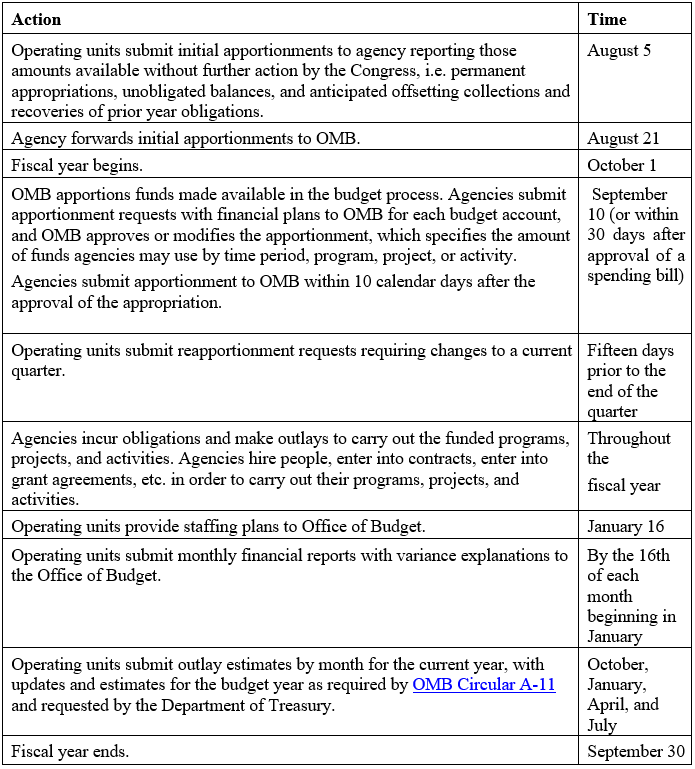 Action
Time
Operating units submit initial apportionments to agency reporting those
amounts available without further action by the Congress, i.e. permanent
appropriations, unobligated balances, and anticipated offsetting collections and
recoveries of prior year obligations.
August 5
Agency forwards initial apportionments to OMB.
August 21
Fiscal year begins.
October 1
OMB apportions funds made available in the budget process. Agencies submit
apportionment requests with financial plans to OMB for each budget account,
and OMB approves or modifies the apportionment, which specifies the amount
of funds agencies may use by time period, program, project, or activity.
Agencies submit apportionment to OMB within 10 calendar days after the
approval of the appropriation.
September
10 (or within
30 days after
approval of a
spending bill)
Operating units submit reapportionment requests requiring changes to a current
quarter.
Fifteen days
prior to the
end of the
quarter
Agencies incur obligations and make outlays to carry out the funded programs,
projects, and activities. Agencies hire people, enter into contracts, enter into
grant agreements, etc. in order to carry out their programs, projects, and
activities.
Throughout
the
fiscal year
Operating units provide staffing plans to Office of Budget.
January 16
Operating units submit monthly financial reports with variance explanations to
the Office of Budget.
By the 16th
of each
month
beginning in
January
Operating units submit outlay estimates by month for the current year, with
updates and estimates for the budget year as required by OMB Circular A-11
and requested by the Department of Treasury.
October,
January,
April, and
July
Fiscal year ends.
September 30